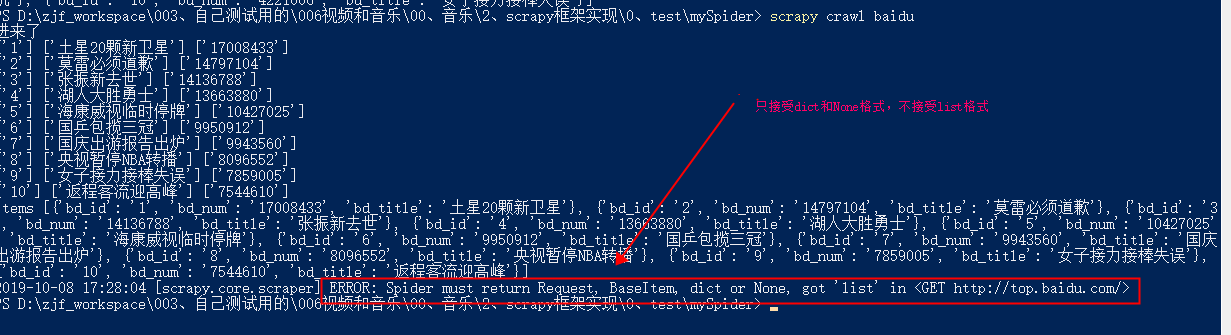 PS D:\zjf_workspace\003、自己测试用的\006视频和音乐\00、音乐\2、scrapy框架实现\0、test\mySpider> scrapy crawl baidu
进来了
['1'] ['土星20颗新卫星'] ['17008433']
['2'] ['莫雷必须道歉'] ['14797104']
['3'] ['张振新去世'] ['14136788']
['4'] ['湖人大胜勇士'] ['13663880']
['5'] ['海康威视临时停牌'] ['10427025']
['6'] ['国乒包揽三冠'] ['9950912']
['7'] ['国庆出游报告出炉'] ['9943560']
['8'] ['央视暂停NBA转播'] ['8096552']
['9'] ['女子接力接棒失误'] ['7859005']
['10'] ['返程客流迎高峰'] ['7544610']
只接受dict和None格式，不接受list格式
items [{'bd_id': '1', 'bd_num': '17008433', 'bd_title': '土星20颗新卫星'}, {'bd_id': '2', 'bd_num': '14797104', 'bd_title': '莫雷必须道歉'}, {'bd_id': '3
', 'bd_num': '14136788', 'bd_title': '张振新去世'}, {'bd_id': '4', 'bd_num': '13663880', 'bd_title': '湖人大胜勇士'}, {'bd_id': '5', 'bd_num': '10427025'
, 'bd_title': '海康威视临时停牌'}, {'bd_id': '6', 'bd_num': '9950912', 'bd_title': '国乒包揽三冠'}, {'bd_id': '7', 'bd_num': '9943560', 'bd_title': '国庆
出游报告出炉'}, {'bd_id': '8', 'bd_num': '8096552', 'bd_title': '央视暂停NBA转播'}, {'bd_id': '9', 'bd_num': '7859005', 'bd_title': '女子接力接棒失误'},
{'bd_id': '10', 'bd_num': '7544610', 'bd_title': '返程客流迎高峰'}]
2019-10-08 17:28:04 [scrapy.core.scraper] ERROR: Spider must return Request, BaseItem, dict or None, got 'list' in <GET http://top.baidu.com/>
PS D:\zjf_workspace\003、自己测试用的\006视频和音乐\00、音乐\2、scrapy框架实现\0、test\mySpider>